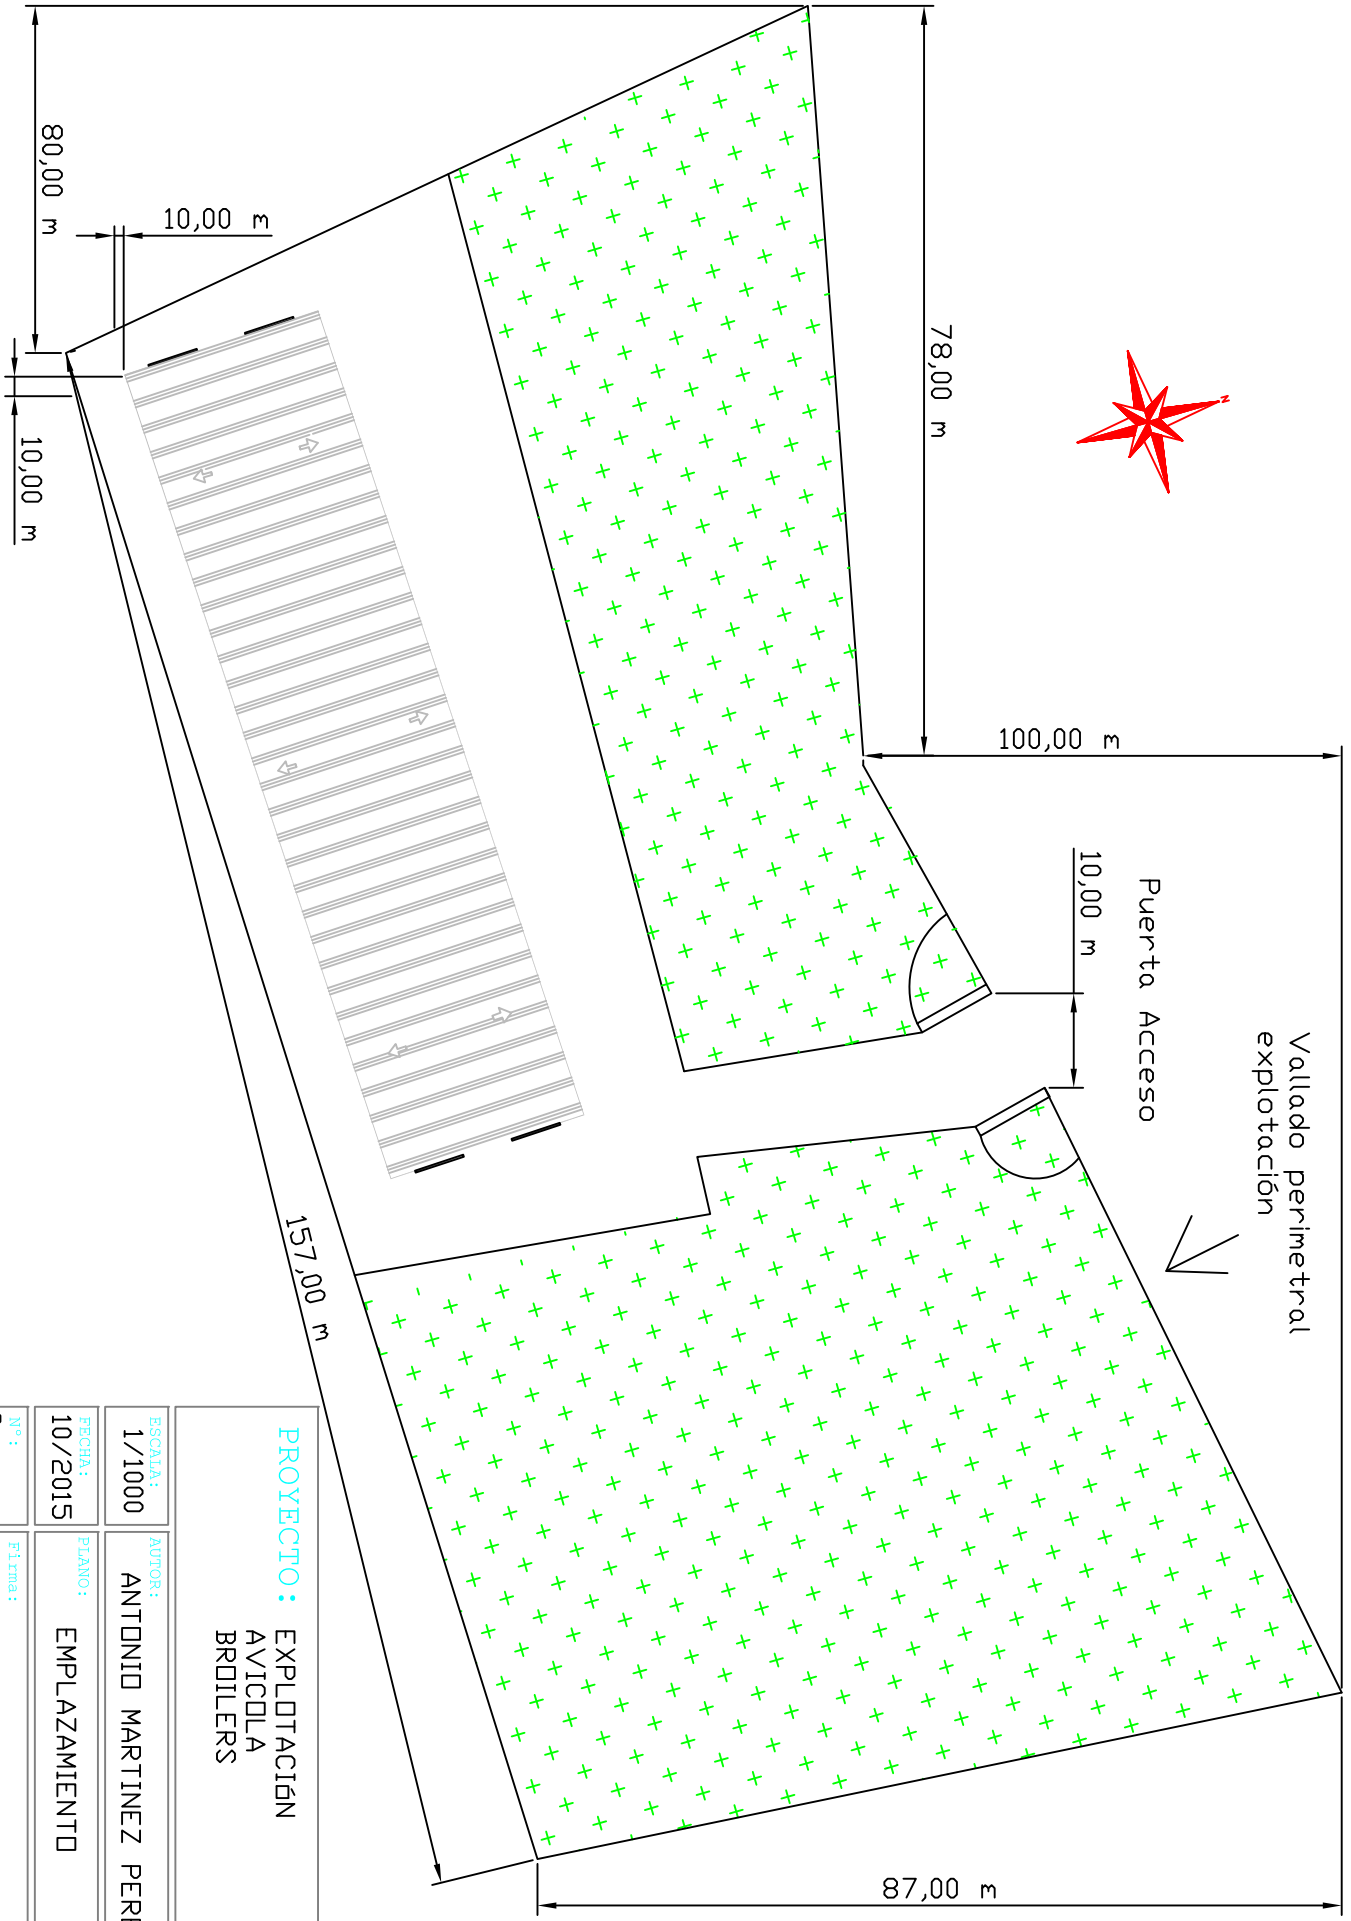 80,00 m
10,00 m
10,00 m
78,00 m
N
100,00 m
10,00 m
Puerta Acceso
Vallado perimetral
explotación
157,00 m
87,00 m
PROYECTO:
EXPLOTACIÓN
AVICOLA
BROILERS
ESCALA:
1/1000
AUTOR:
ANTONIO MARTINEZ
FECHA:
10/2015
PLANO:
EMPLAZAMIENTO
Nº:
Firma: